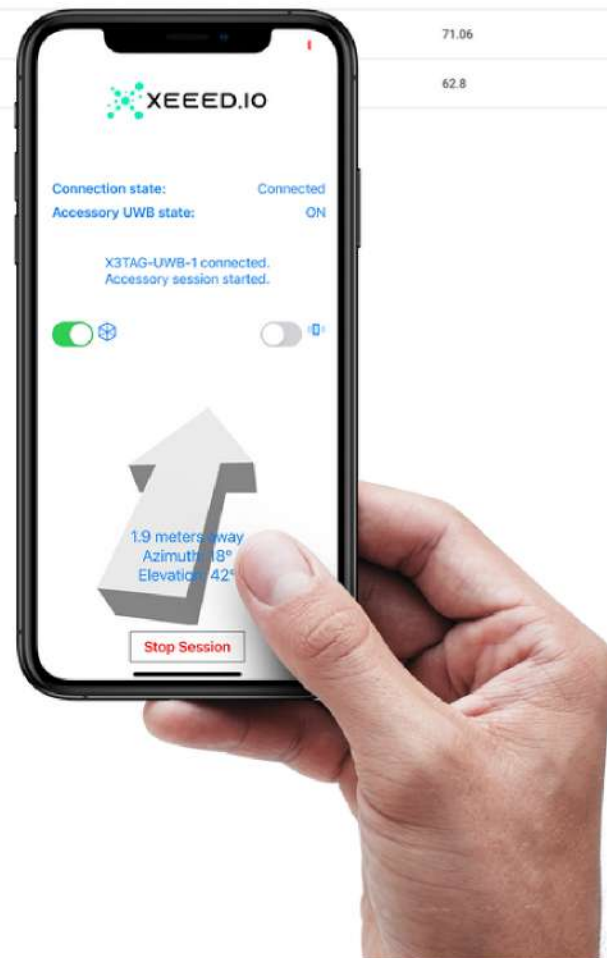 71.06
62.8
XEEED.IO
Connection state: Connected
Accessory UWB state: ON
X3TAG-UWB-1 connected.
Accessory session started.
1.9 meters away
Azimuth: 18°
Elevation: 42°
Stop Session